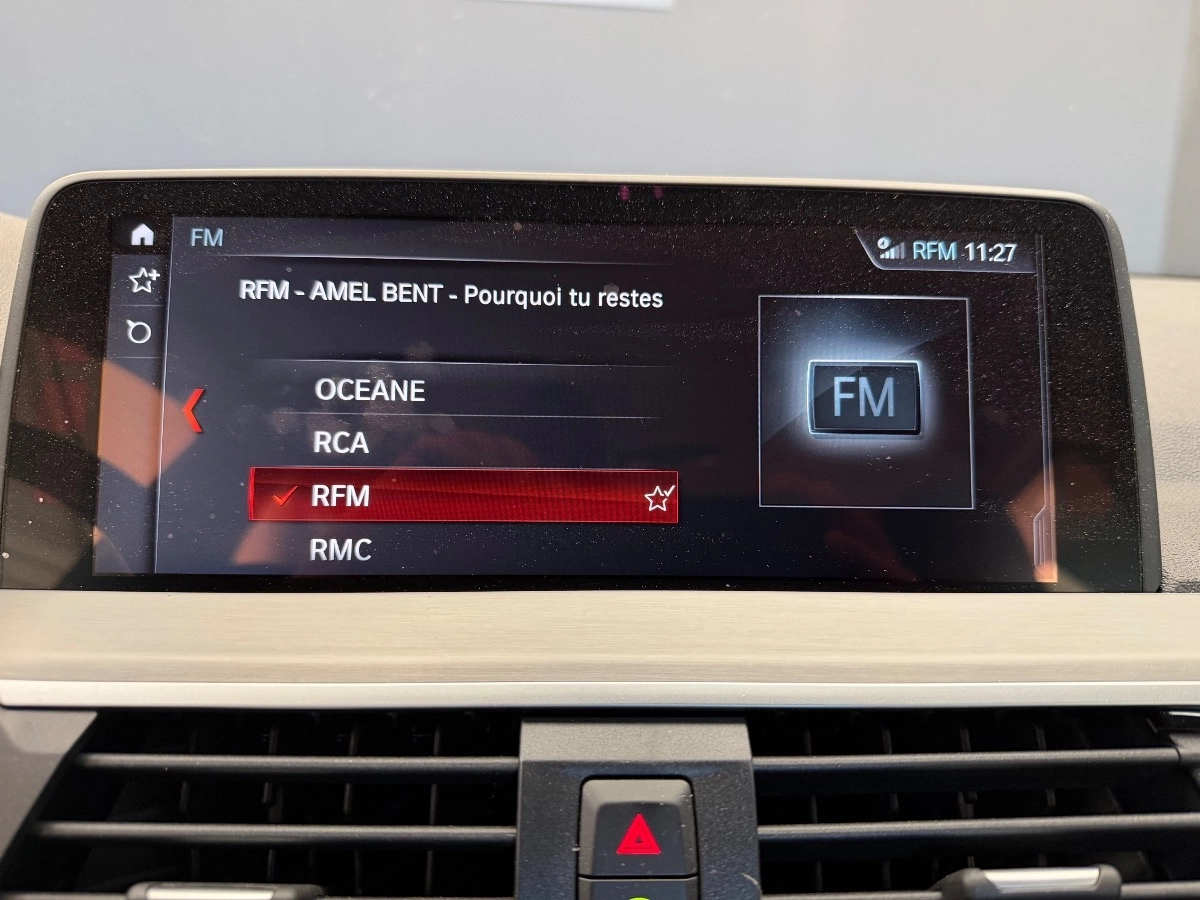 FM
RFM 11:27
RFM - AMEL BENT - Pourquoi tu restes
OCEANE
RCA
RFM
RMC
FM